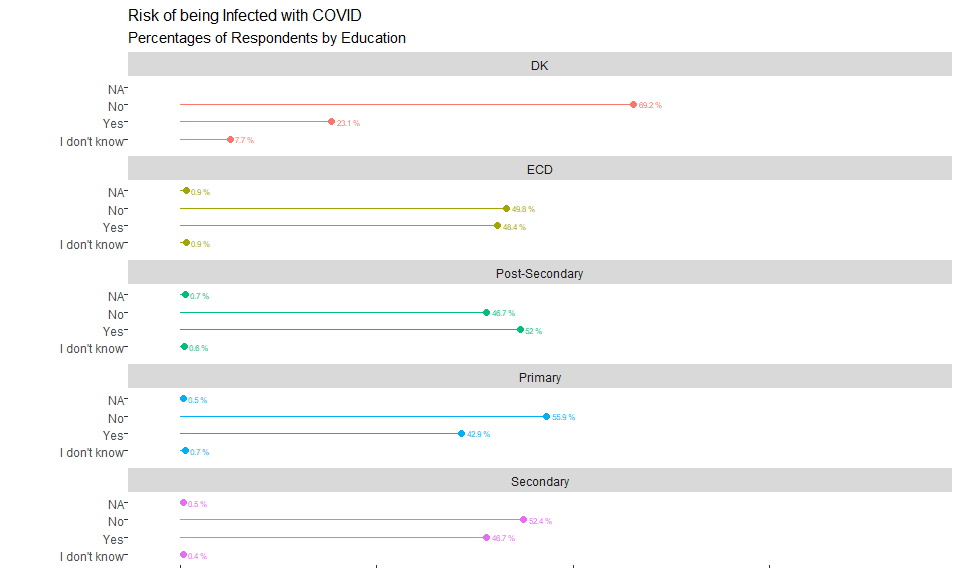 Risk of being Infected with COVID
Percentages of Respondents by Education
DK
NA
No 69.2 %
Yes 23.1 %
I don't know 7.7 %
ECD
NA 0.9 %
No 49.8 %
Yes 48.4 %
I don't know 0.9 %
Post-Secondary
NA 0.7 %
No 46.7 %
Yes 52 %
I don't know 0.6 %
Primary
NA 0.5 %
No 55.9 %
Yes 42.9 %
I don't know 0.7 %
Secondary
NA 0.5 %
No 52.4 %
Yes 46.7 %
I don't know 0.4 %